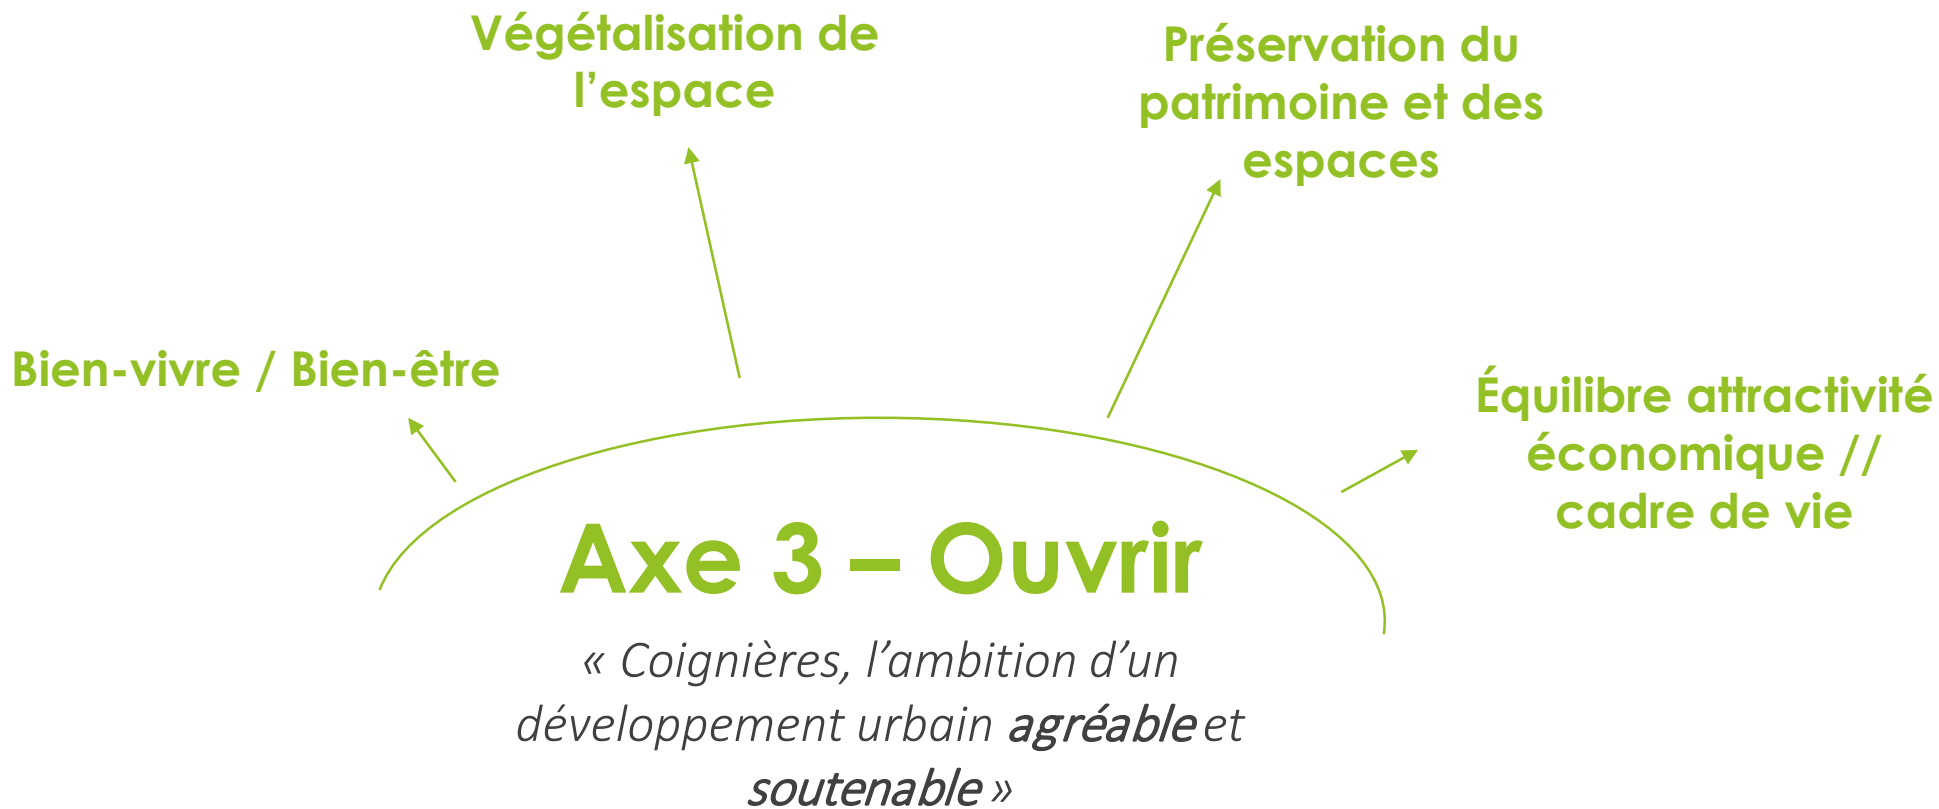 Végétalisation de
l’espace
Préservation du
patrimoine et des
espaces
Bien-vivre / Bien-être
Équilibre attractivité
économique //
cadre de vie
Axe 3 – Ouvrir
« Coignières, l’ambition d’un
développement urbain agréable et
soutenable »